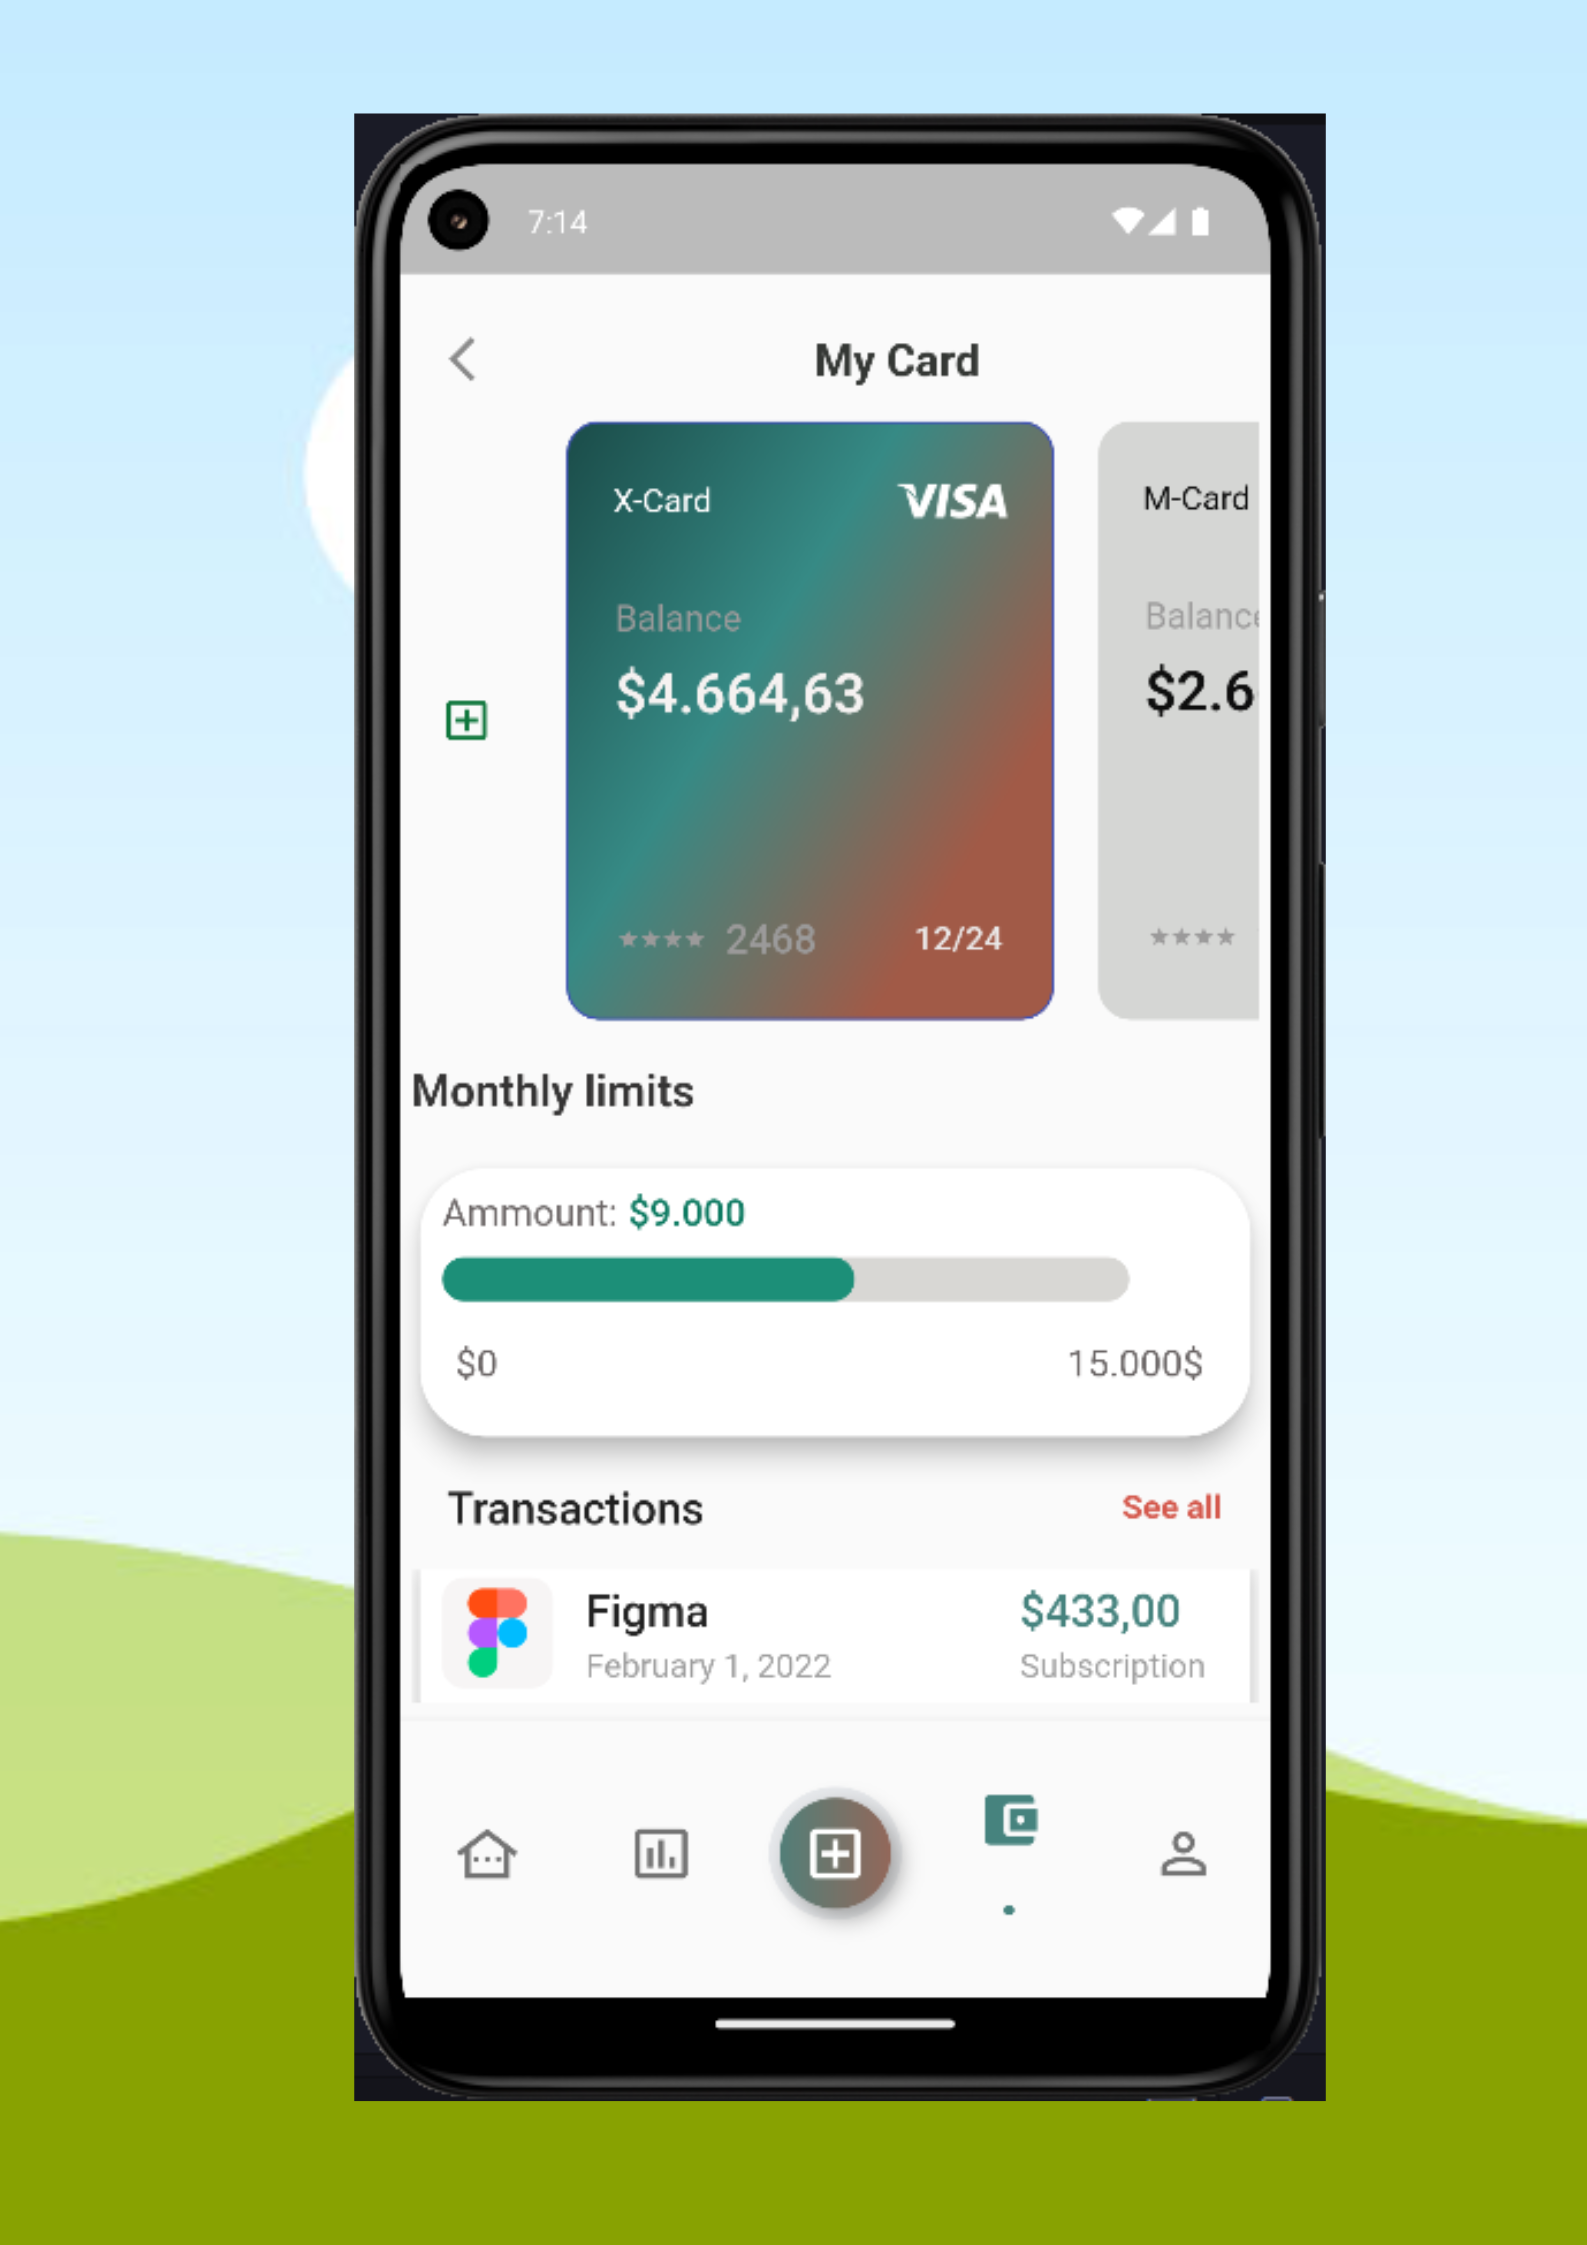 7:14
My Card
X-Card VISA
Balance
$4.664,63
**** 2468 12/24
M-Card
Balance
$2.6
****
Monthly limits
Ammount: $9.000
$0 15.000$
Transactions See all
Figma $433,00
February 1, 2022 Subscription